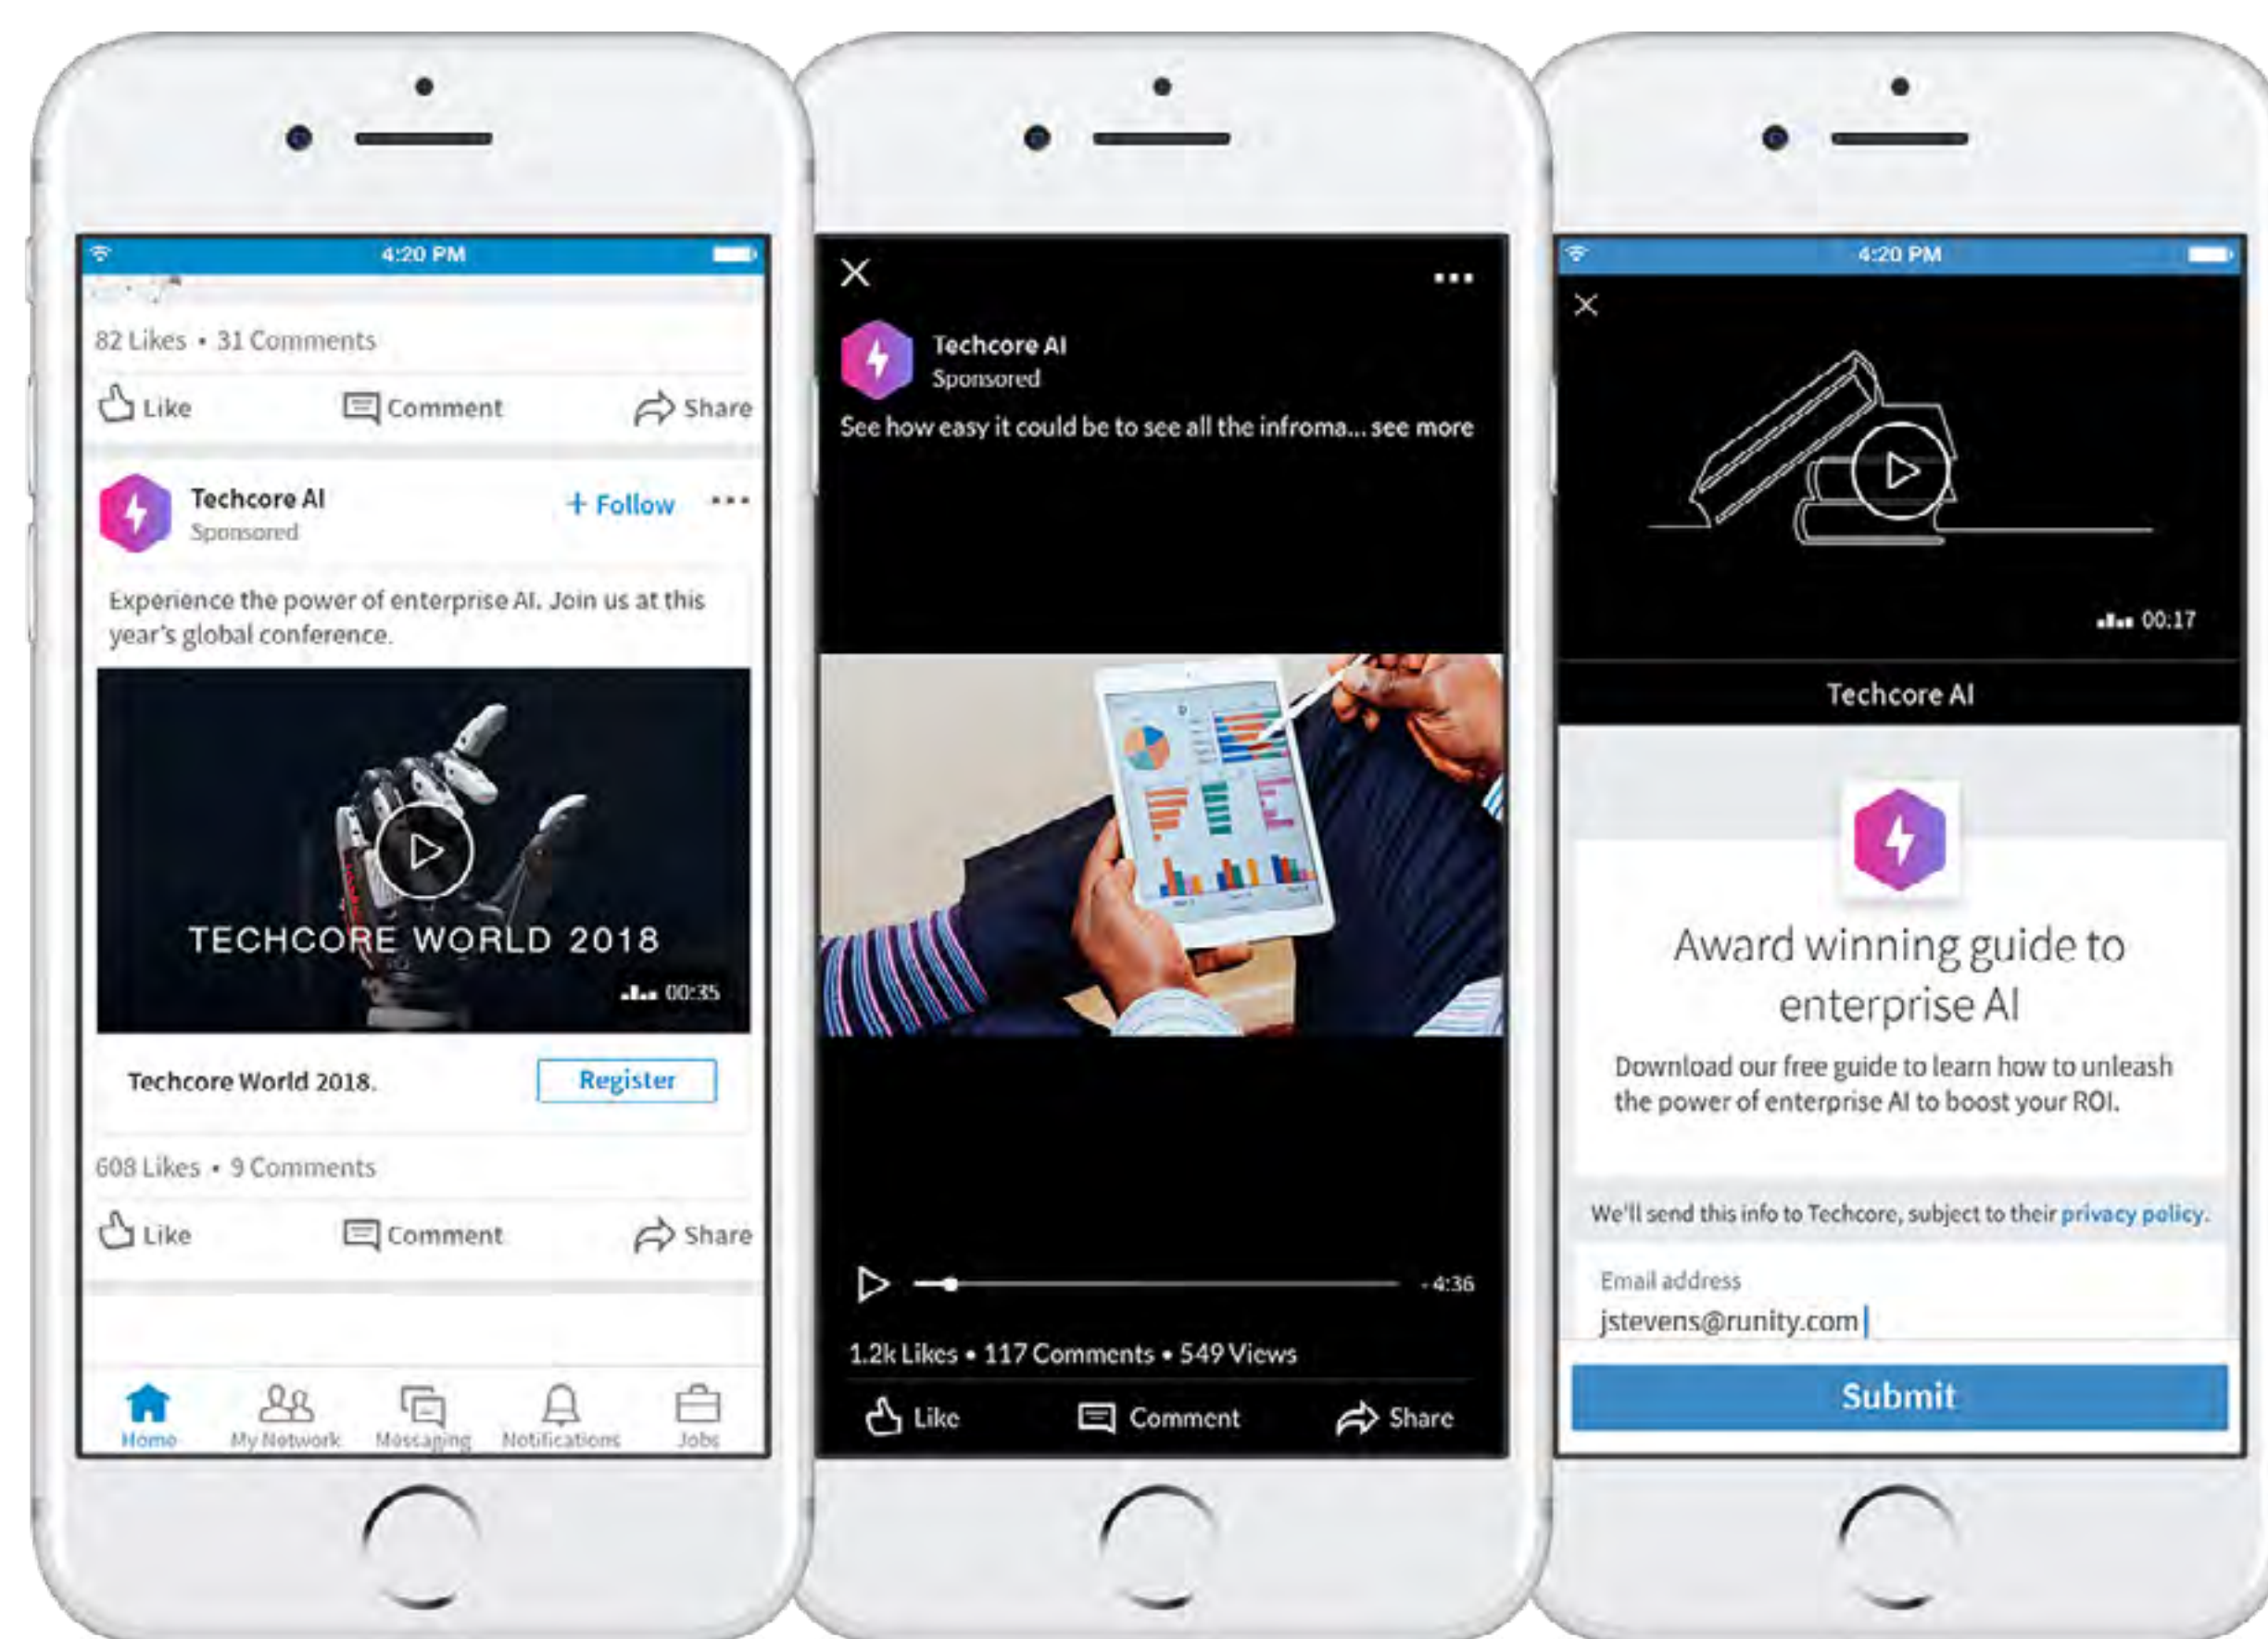 4:20 PM
82 Likes • 31 Comments
Like Comment Share
Techcore AI
+ Follow
Sponsored
Experience the power of enterprise AI. Join us at this
year's global conference.
TECHCORE WORLD 2018
00:35
Techcore World 2018.
Register
608 Likes • 9 Comments
Like Comment Share
Home My Network Messaging Notifications Jobs
Techcore AI
Sponsored
See how easy it could be to see all the infroma... see more
- 4:36
1.2k Likes • 117 Comments • 549 Views
Like Comment Share
4:20 PM
00:17
Techcore AI
Award winning guide to
enterprise AI
Download our free guide to learn how to unleash
the power of enterprise AI to boost your ROI.
We'll send this info to Techcore, subject to their privacy policy.
Email address
jstevens@runity.com
Submit